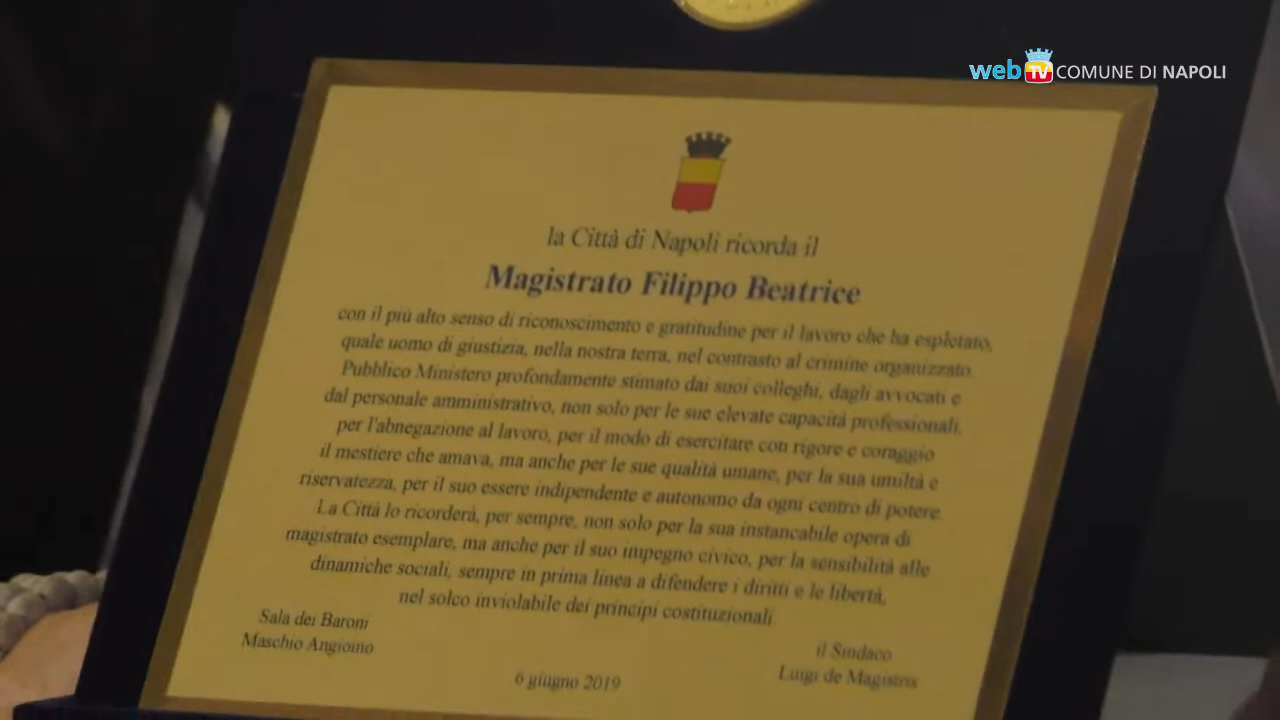 web TV COMUNE DI NAPOLI
la Città di Napoli ricorda il
Magistrato Filippo Beatrice
con il più alto senso di riconoscimento e gratitudine per il lavoro che ha espletato,
quale uomo di giustizia, nella nostra terra, nel contrasto al crimine organizzato.
Pubblico Ministero profondamente stimato dai suoi colleghi, dagli avvocati e
dal personale amministrativo, non solo per le sue elevate capacità professionali,
per l'abnegazione al lavoro, per il modo di esercitare con rigore e coraggio
il mestiere che amava, ma anche per le sue qualità umane, per la sua umiltà e
riservatezza, per il suo essere indipendente e autonomo da ogni centro di potere.
La Città lo ricorderà, per sempre, non solo per la sua instancabile opera di
magistrato esemplare, ma anche per il suo impegno civico, per la sensibilità alle
dinamiche sociali, sempre in prima linea a difendere i diritti e le libertà,
nel solco inviolabile dei principi costituzionali
Sala dei Baroni
Maschio Angioino
il Sindaco
Luigi de Magistris
6 giugno 2019